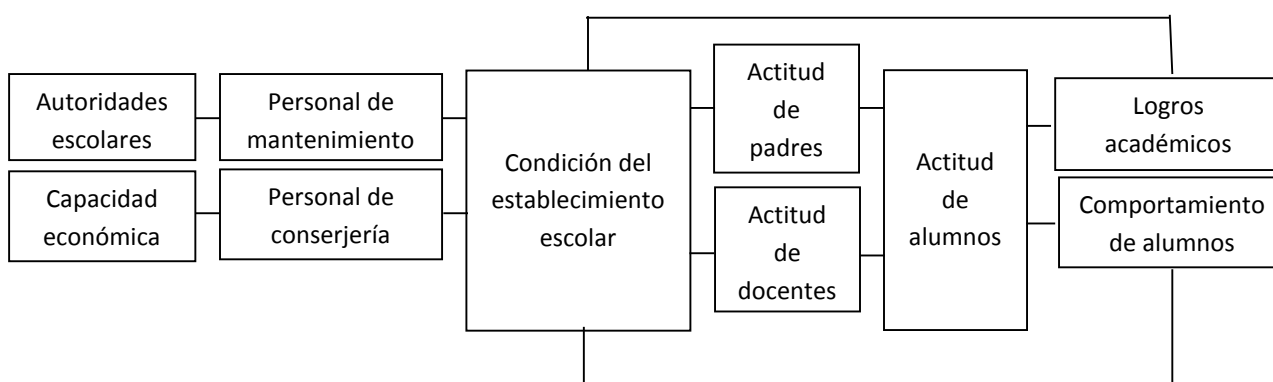 Autoridades
escolares
Personal de
mantenimiento
Capacidad
económica
Personal de
conserjería
Condición del
establecimiento
escolar
Actitud
de
padres
Actitud
de
docentes
Actitud
de
alumnos
Logros
académicos
Comportamiento
de alumnos